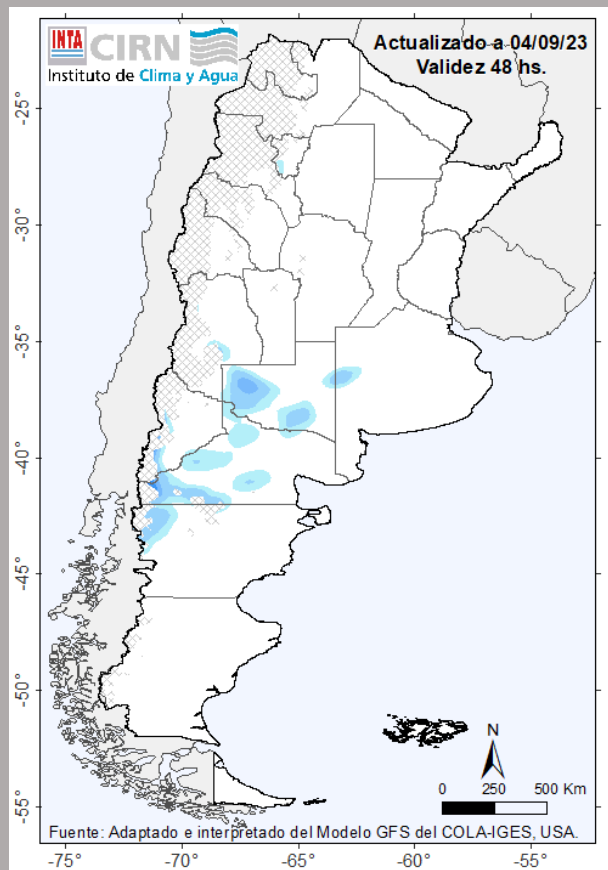 INTA CIRN
Instituto de Clima y Agua
Actualizado a 04/09/23
Validez 48 hs.
-25°
-30°
-35°
-40°
-45°
-50°
-55°
N
0 250 500 Km
Fuente: Adaptado e interpretado del Modelo GFS del COLA-IGES, USA.
-75° -70° -65° -60° -55°